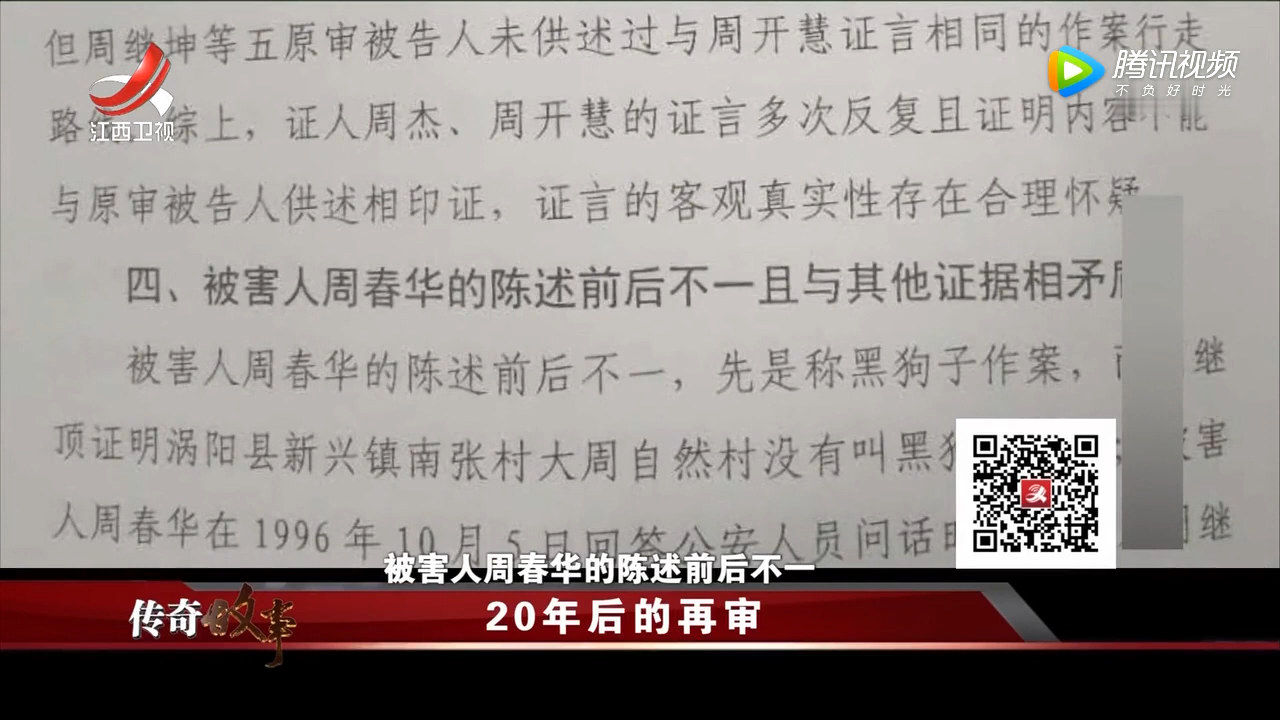 但周继坤等五原审被告人未供述过与周开慧证言相同的作案行走
腾讯视频
不负好时光
江西卫视
路 综上，证人周杰、周开慧的证言多次反复且证明内容不能
与原审被告人供述相印证，证言的客观真实性存在合理怀疑
四、被害人周春华的陈述前后不一且与其他证据相矛
被害人周春华的陈述前后不一，先是称黑狗子作案， 继
顶证明涡阳县新兴镇南张村大周自然村没有叫黑 被害
人周春华在1996年10月5日回答公安人员问话 继
被害人周春华的陈述前后不一
传奇故事
20年后的再审